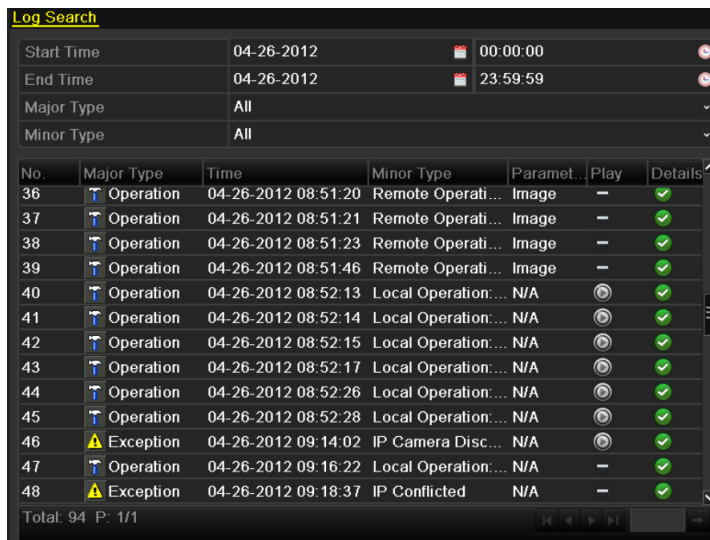 Log Search
Start Time 04-26-2012 00:00:00
End Time 04-26-2012 23:59:59
Major Type All
Minor Type All
No. Major Type Time Minor Type Paramet... Play Details
36 Operation 04-26-2012 08:51:20 Remote Operati... Image –
37 Operation 04-26-2012 08:51:21 Remote Operati... Image –
38 Operation 04-26-2012 08:51:23 Remote Operati... Image –
39 Operation 04-26-2012 08:51:46 Remote Operati... Image –
40 Operation 04-26-2012 08:52:13 Local Operation:... N/A
41 Operation 04-26-2012 08:52:14 Local Operation:... N/A
42 Operation 04-26-2012 08:52:15 Local Operation:... N/A
43 Operation 04-26-2012 08:52:17 Local Operation:... N/A
44 Operation 04-26-2012 08:52:26 Local Operation:... N/A
45 Operation 04-26-2012 08:52:28 Local Operation:... N/A
46 Exception 04-26-2012 09:14:02 IP Camera Disc... N/A
47 Operation 04-26-2012 09:16:22 Local Operation:... N/A –
48 Exception 04-26-2012 09:18:37 IP Conflicted N/A –
Total: 94 P: 1/1